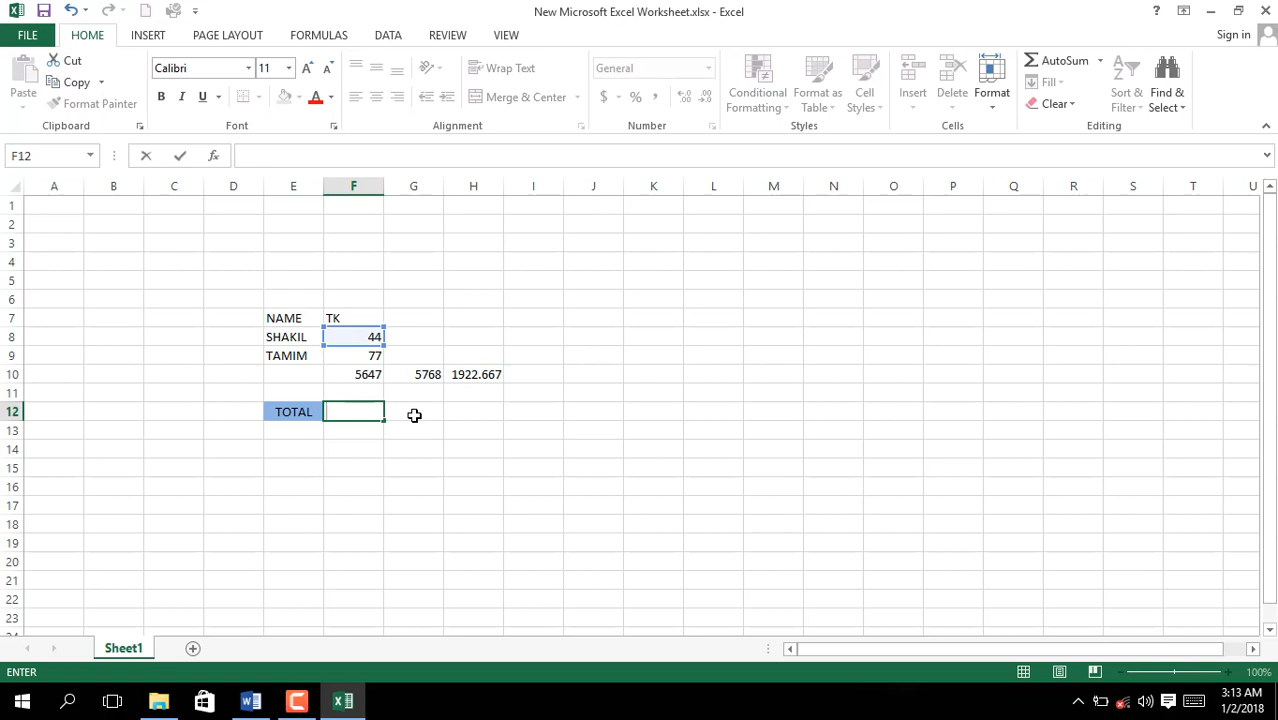 New Microsoft Excel Worksheet.xlsx - Excel
?
FILE HOME INSERT PAGE LAYOUT FORMULAS DATA REVIEW VIEW Sign in
Paste
Cut
Copy
Format Painter
Clipboard
Calibri 11 A A
B I U A
Font
Wrap Text
Merge & Center
Alignment
General
$ % ,
.00 .0
Number
Conditional Formatting
Format as Table
Cell Styles
Styles
Insert Delete Format
Cells
AutoSum
Fill
Clear
Sort & Filter
Find & Select
Editing
F12 fx
A B C D E F G H I J K L M N O P Q R S T U
1
2
3
4
5
6
7 NAME TK
8 SHAKIL 44
9 TAMIM 77
10 5647 5768 1922.667
11
12 TOTAL
13
14
15
16
17
18
19
20
21
22
23
24
Sheet1
ENTER 100%
3:13 AM
1/2/2018